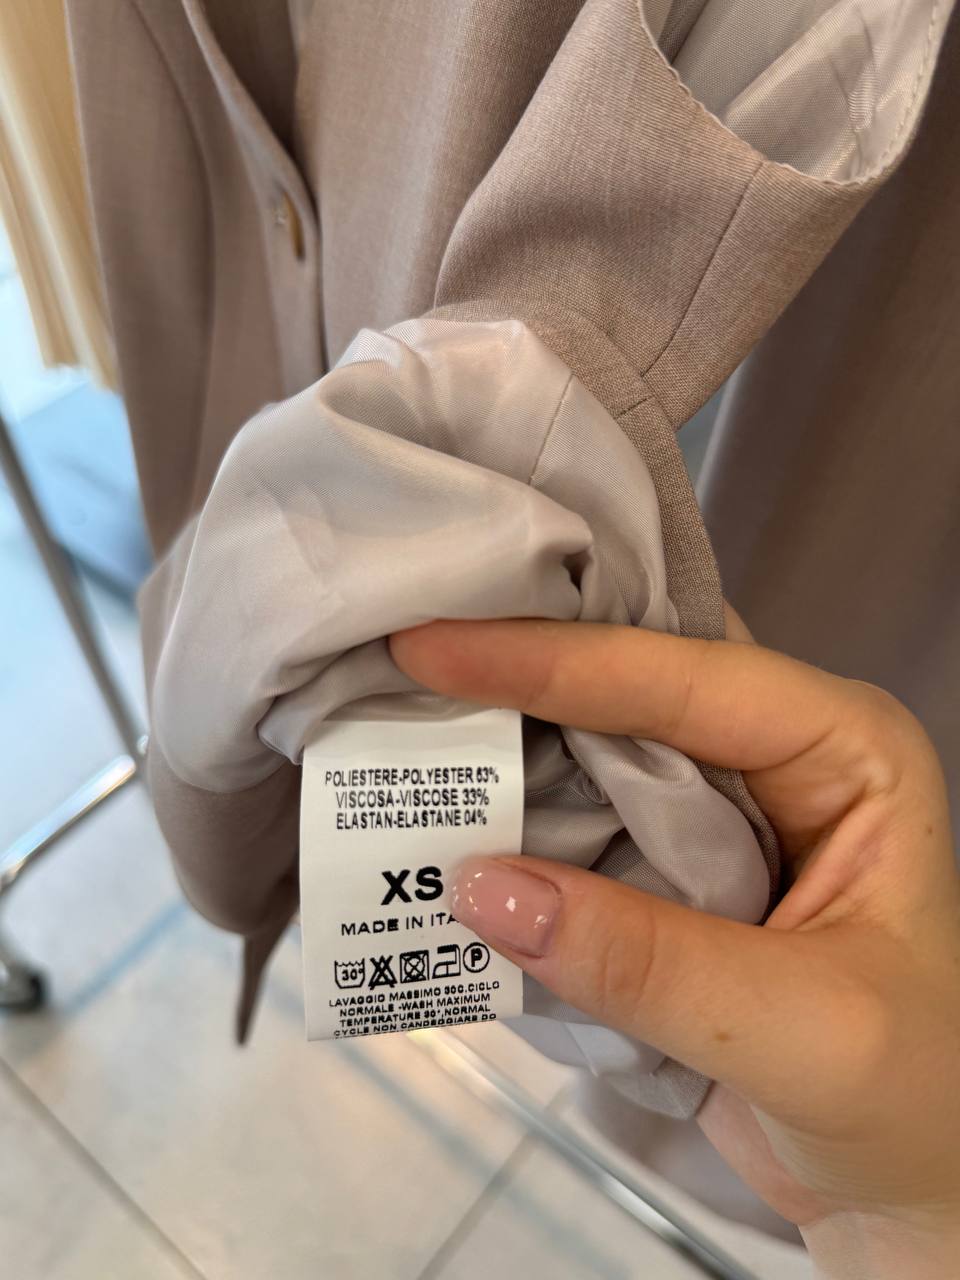 POLIESTERE-POLYESTER 63%
VISCOSA-VISCOSE 33%
ELASTAN-ELASTANE 04%
XS
MADE IN ITA
30°
P
LAVAGGIO MASSIMO 30C.CICLO
NORMALE -WASH MAXIMUM
TEMPERATURE 30°,NORMAL
CYCLE NON CANDEGGIARE DO